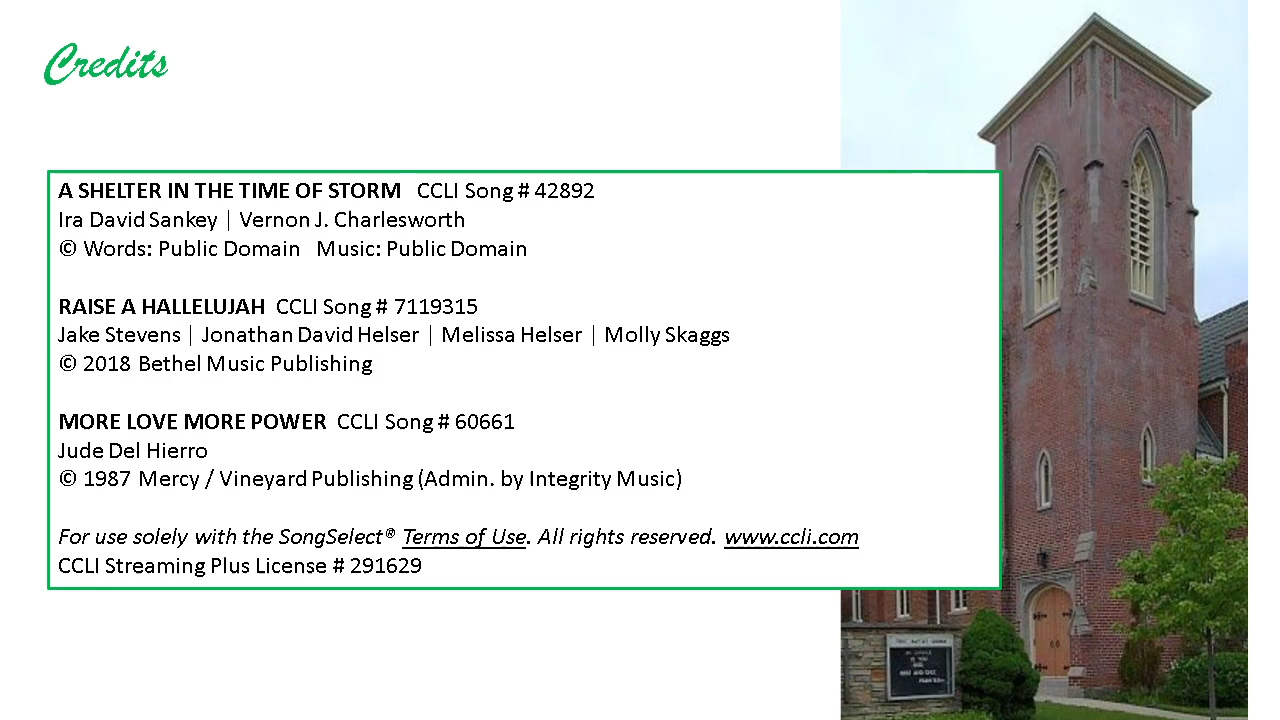 Credits
A SHELTER IN THE TIME OF STORM   CCLI Song # 42892
Ira David Sankey | Vernon J. Charlesworth
© Words: Public Domain   Music: Public Domain
RAISE A HALLELUJAH  CCLI Song # 7119315
Jake Stevens | Jonathan David Helser | Melissa Helser | Molly Skaggs
© 2018 Bethel Music Publishing
MORE LOVE MORE POWER  CCLI Song # 60661
Jude Del Hierro
© 1987 Mercy / Vineyard Publishing (Admin. by Integrity Music)
For use solely with the SongSelect® Terms of Use. All rights reserved. www.ccli.com
CCLI Streaming Plus License # 291629